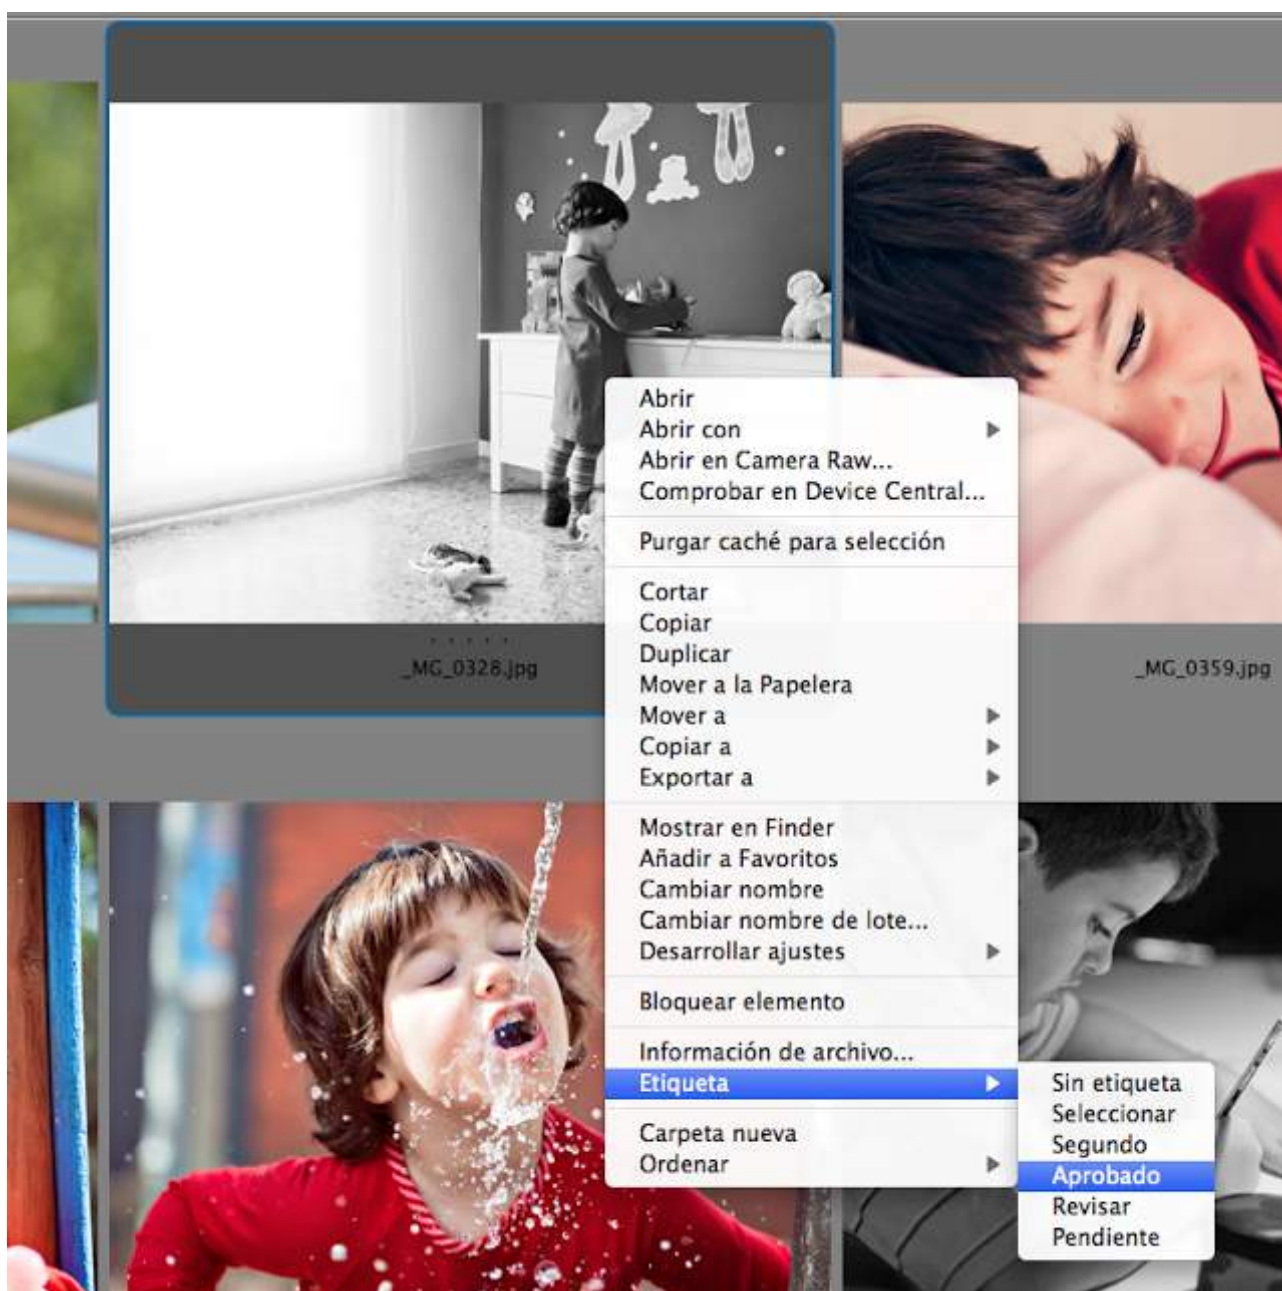 Abrir
Abrir con
Abrir en Camera Raw...
Comprobar en Device Central...
Purgar caché para selección
Cortar
Copiar
Duplicar
Mover a la Papelera
Mover a
Copiar a
Exportar a
Mostrar en Finder
Añadir a Favoritos
Cambiar nombre
Cambiar nombre de lote...
Desarrollar ajustes
Bloquear elemento
Información de archivo...
Etiqueta
Carpeta nueva
Ordenar
Sin etiqueta
Seleccionar
Segundo
Aprobado
Revisar
Pendiente
_MG_0328.jpg
_MG_0359.jpg